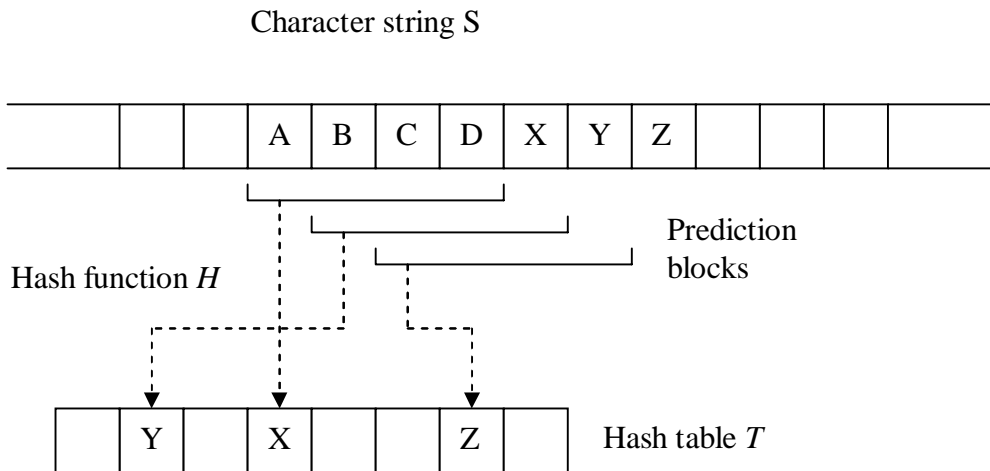 Character string S
A B C D X Y Z
Prediction
blocks
Hash function H
Y X Z
Hash table T